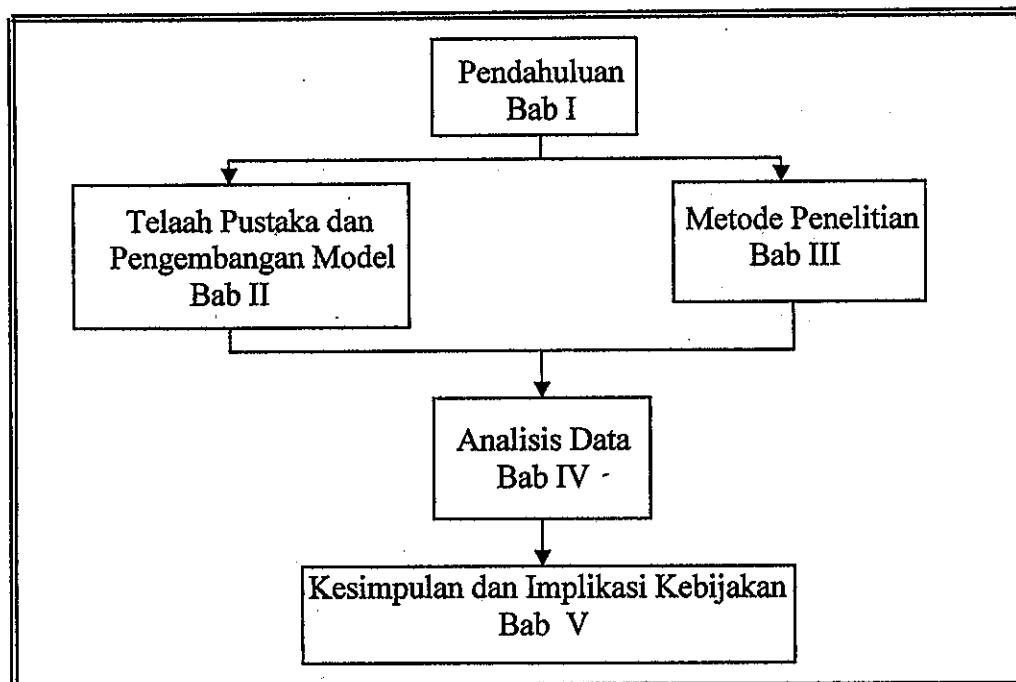 Pendahuluan
Bab I
Telaah Pustaka dan
Pengembangan Model
Bab II
Metode Penelitian
Bab III
Analisis Data
Bab IV
Kesimpulan dan Implikasi Kebijakan
Bab V